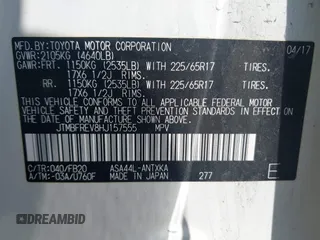 MFD.BY:TOYOTA MOTOR CORPORATION 04/17
GVWR:2105KG (4640LB)
GAWR:FRT. 1150KG (2535LB) WITH 225/65R17
17X6 1/2J RIMS.
RR. 1150KG (2535LB) WITH 225/65R17
17X6 1/2J RIMS.
THIS VEHICLE CONFORMS TO ALL APPLICABLE FEDERAL MOTOR
VEHICLE SAFETY AND THEFT PREVENTION STANDARDS IN
EFFECT ON THE DATE OF MANUFACTURE SHOWN ABOVE.
JTMBFREV8HJ157555 MPV
C/TR:040/FB20 ASA44L-ANTXKA
A/TM:-03A/U760F MADE IN JAPAN 277 E